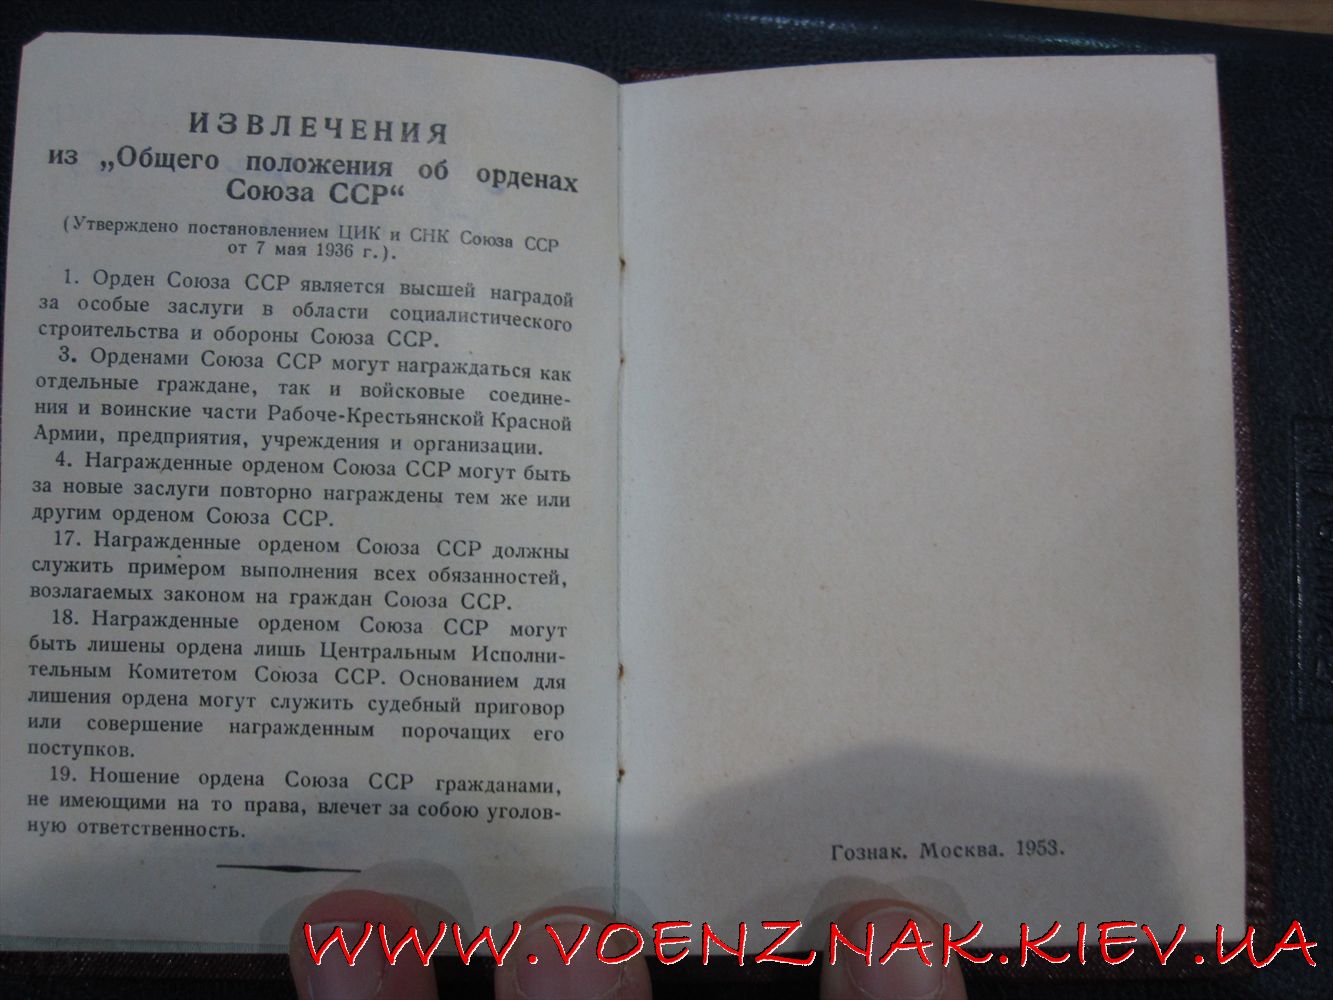 ИЗВЛЕЧЕНИЯ
из „Общего положения об орденах
Союза ССР“
(Утверждено постановлением ЦИК и СНК Союза ССР
от 7 мая 1936 г.).
1. Орден Союза ССР является высшей наградой
за особые заслуги в области социалистического
строительства и обороны Союза ССР.
3. Орденами Союза ССР могут награждаться как
отдельные граждане, так и войсковые соедине-
ния и воинские части Рабоче-Крестьянской Красной
Армии, предприятия, учреждения и организации.
4. Награжденные орденом Союза ССР могут быть
за новые заслуги повторно награждены тем же или
другим орденом Союза ССР.
17. Награжденные орденом Союза ССР должны
служить примером выполнения всех обязанностей,
возлагаемых законом на граждан Союза ССР.
18. Награжденные орденом Союза ССР могут
быть лишены ордена лишь Центральным Исполни-
тельным Комитетом Союза ССР. Основанием для
лишения ордена могут служить судебный приговор
или совершение награжденным порочащих его
поступков.
19. Ношение ордена Союза ССР гражданами,
не имеющими на то права, влечет за собою уголов-
ную ответственность.
Гознак. Москва. 1953.
WWW.VOENZNAK.KIEV.UA